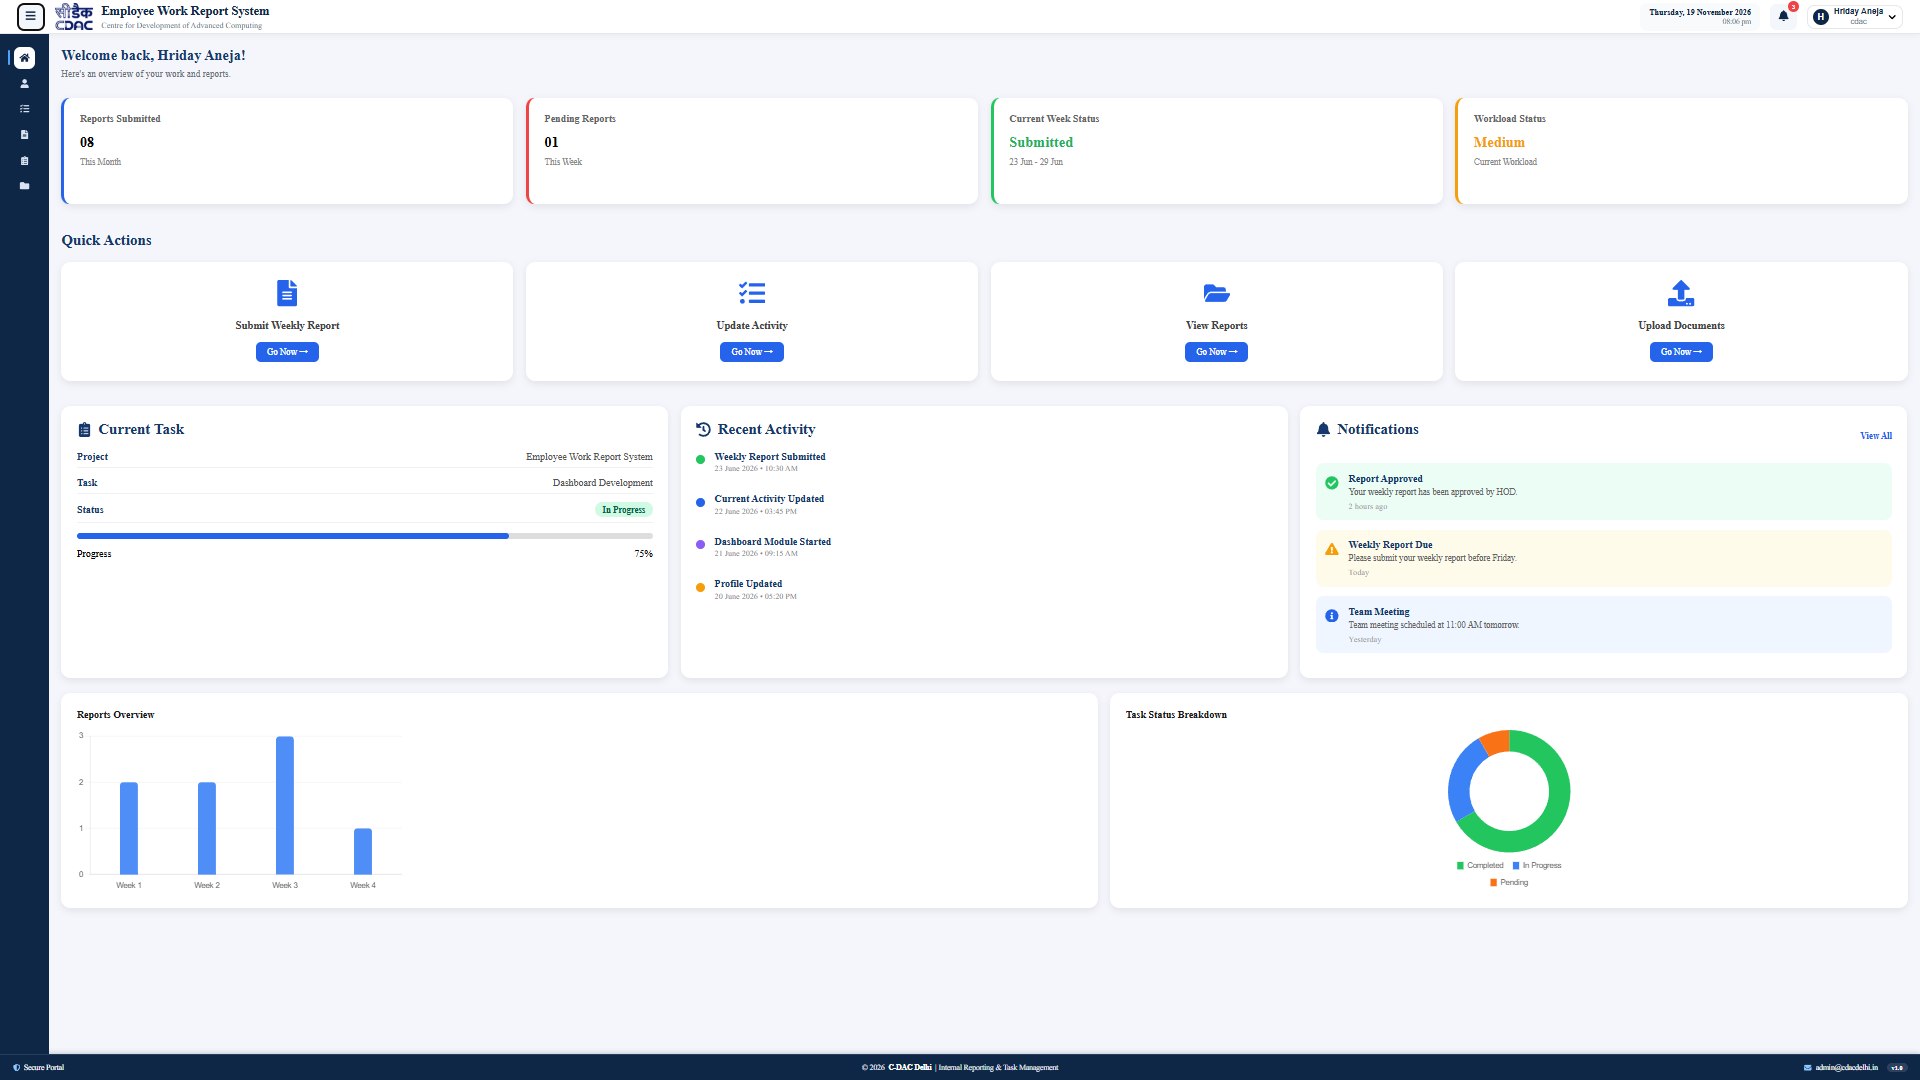 सीडैक
CDAC
Employee Work Report System
Centre for Development of Advanced Computing
Thursday, 19 November 2026
08:06 pm
3
H
Hriday Aneja
cdac
Welcome back, Hriday Aneja!
Here's an overview of your work and reports.
Reports Submitted
08
This Month
Pending Reports
01
This Week
Current Week Status
Submitted
23 Jun - 29 Jun
Workload Status
Medium
Current Workload
Quick Actions
Submit Weekly Report
Go Now →
Update Activity
Go Now →
View Reports
Go Now →
Upload Documents
Go Now →
Current Task
Project
Employee Work Report System
Task
Dashboard Development
Status
In Progress
Progress
75%
Recent Activity
Weekly Report Submitted
23 June 2026 • 10:30 AM
Current Activity Updated
22 June 2026 • 03:45 PM
Dashboard Module Started
21 June 2026 • 09:15 AM
Profile Updated
20 June 2026 • 05:20 PM
Notifications
View All
Report Approved
Your weekly report has been approved by HOD.
2 hours ago
Weekly Report Due
Please submit your weekly report before Friday.
Today
Team Meeting
Team meeting scheduled at 11:00 AM tomorrow.
Yesterday
Reports Overview
3
2
1
0
Week 1
Week 2
Week 3
Week 4
Task Status Breakdown
Completed
In Progress
Pending
Secure Portal
© 2026 C-DAC Delhi | Internal Reporting & Task Management
admin@cdacdelhi.in
v1.0